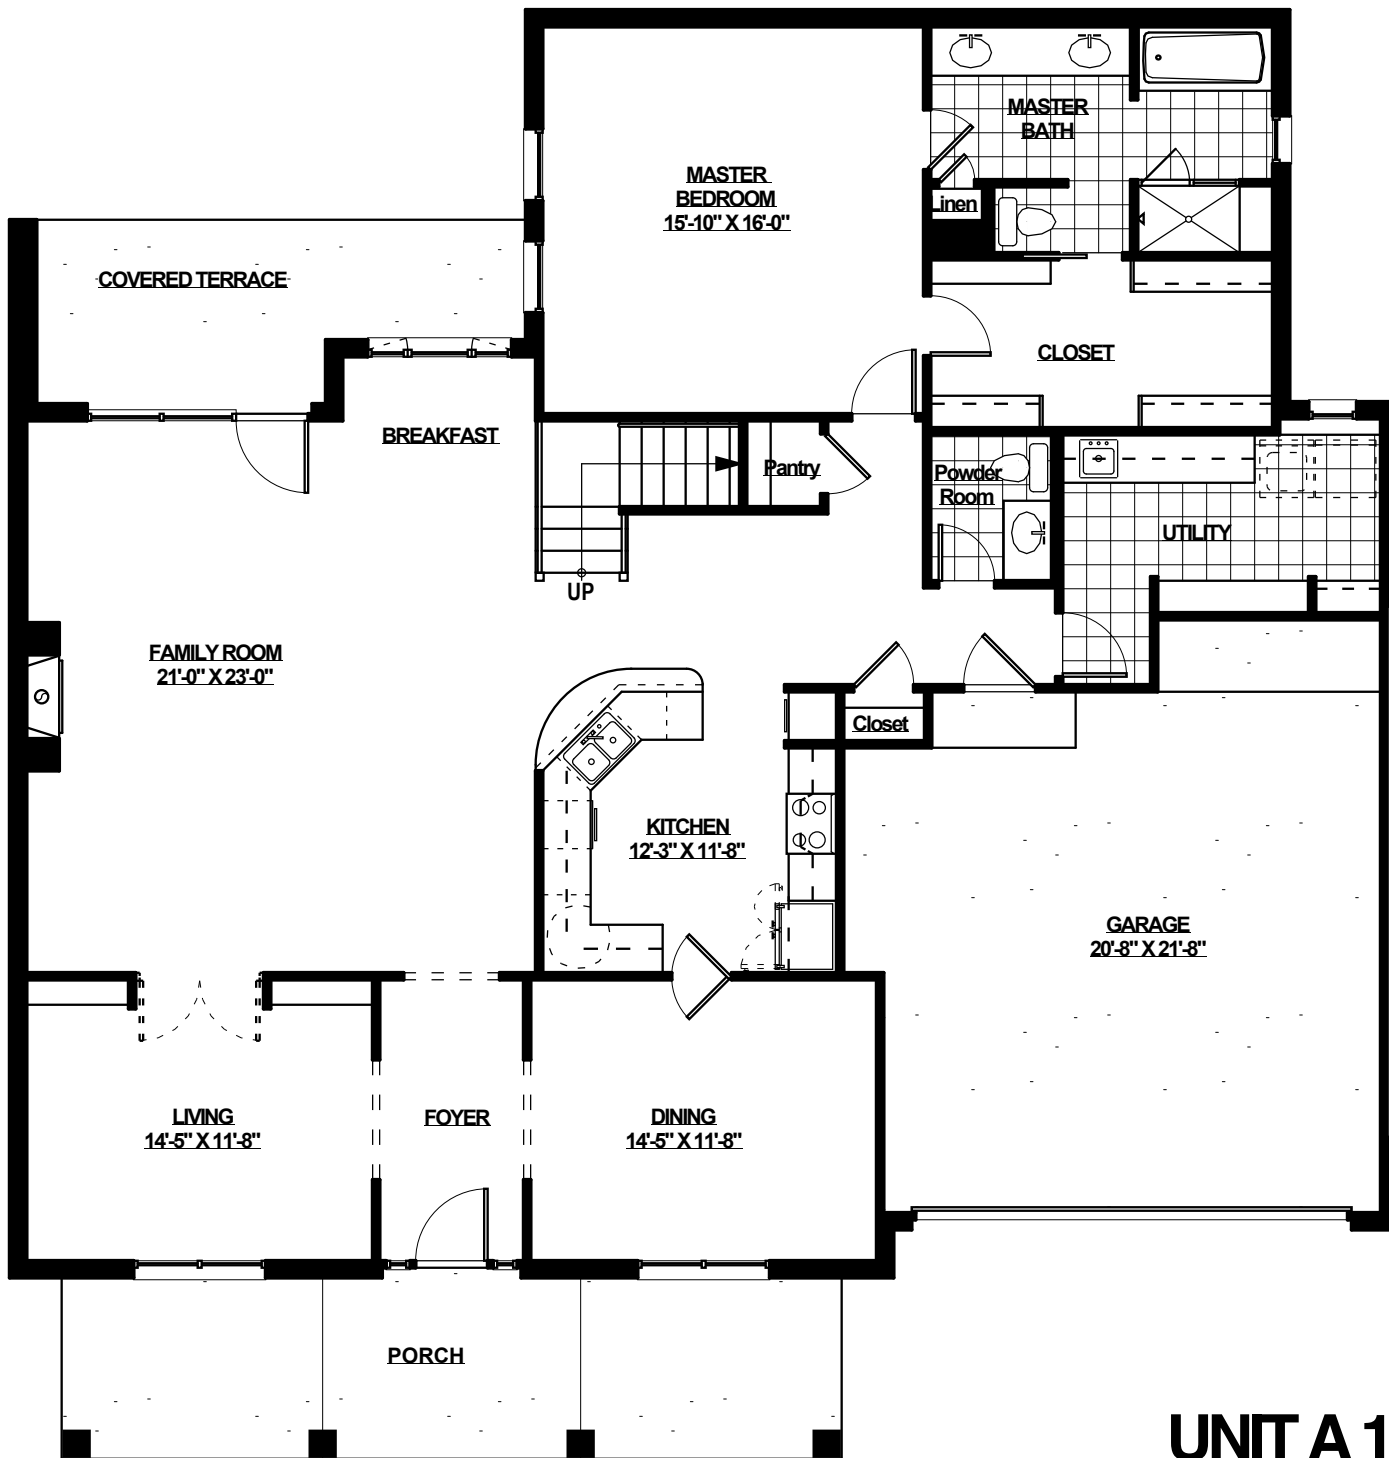 MASTER
BATH
MASTER
BEDROOM
15'-10" X 16'-0"
Linen
COVERED TERRACE
CLOSET
BREAKFAST
Pantry
Powder
Room
UTILITY
UP
FAMILY ROOM
21'-0" X 23'-0"
Closet
KITCHEN
12'-3" X 11'-8"
GARAGE
20'-8" X 21'-8"
LIVING
14'-5" X 11'-8"
FOYER
DINING
14'-5" X 11'-8"
PORCH
UNIT A 1